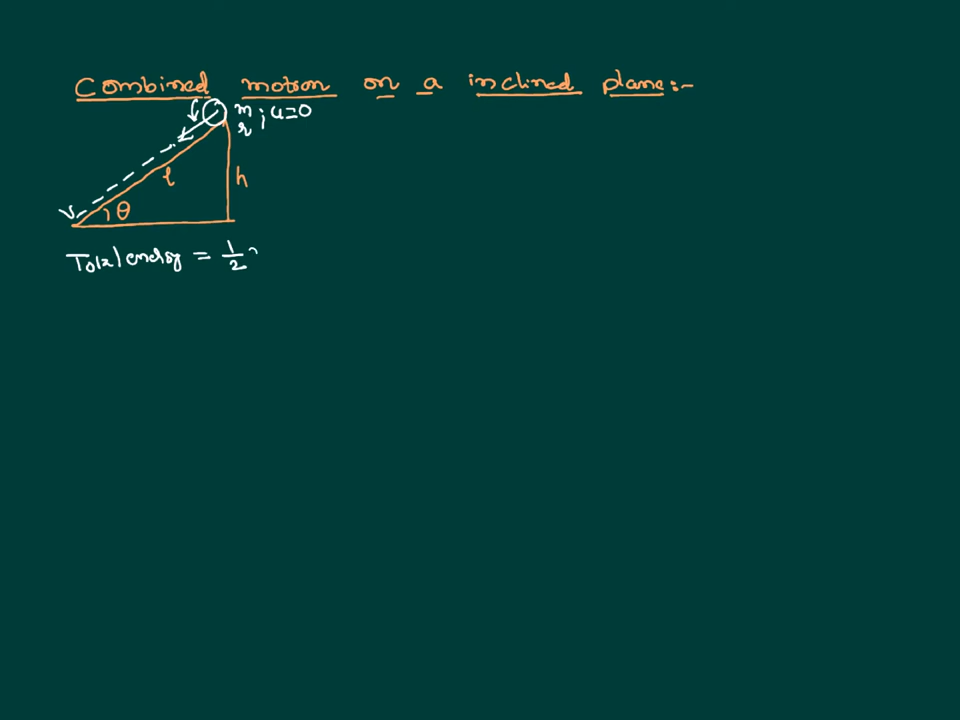 Combined motion on a inclined plane:-
m ; u=0
r
l
h
θ
v
Total energy = 1/2